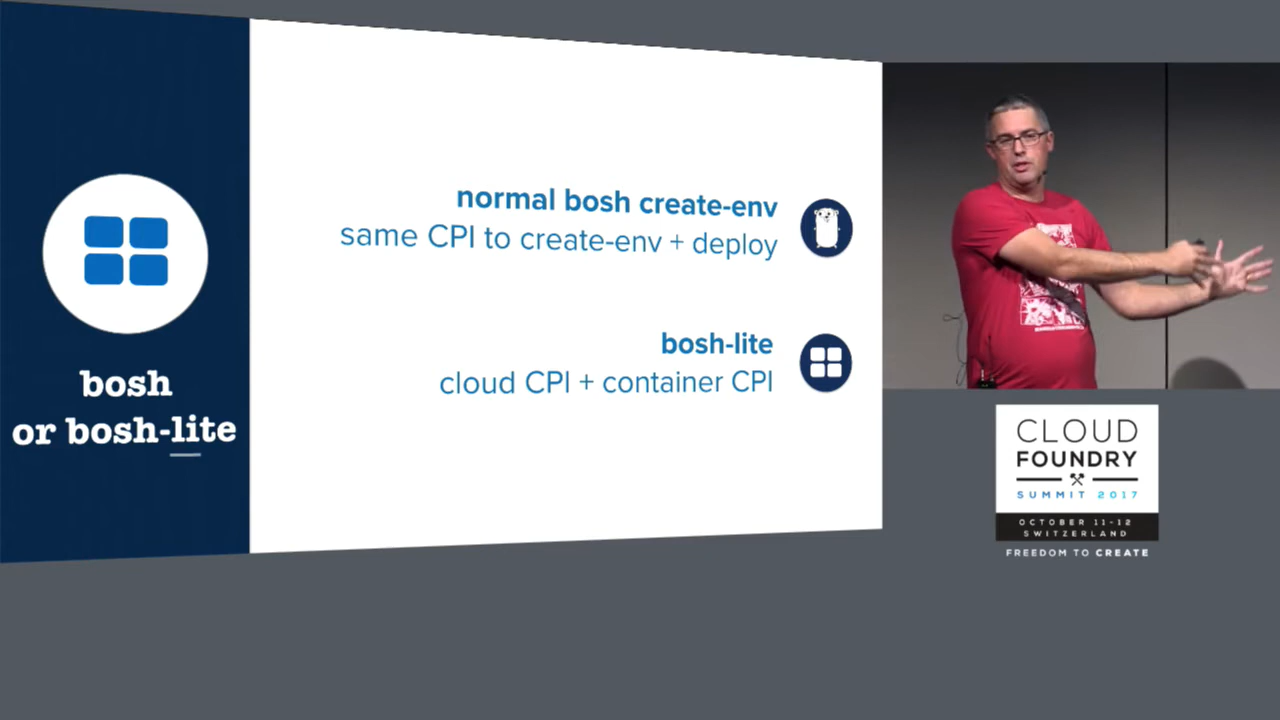 bosh
or bosh-lite
normal bosh create-env
same CPI to create-env + deploy
bosh-lite
cloud CPI + container CPI
CLOUD
FOUNDRY
SUMMIT 2017
OCTOBER 11-12
SWITZERLAND
FREEDOM TO CREATE